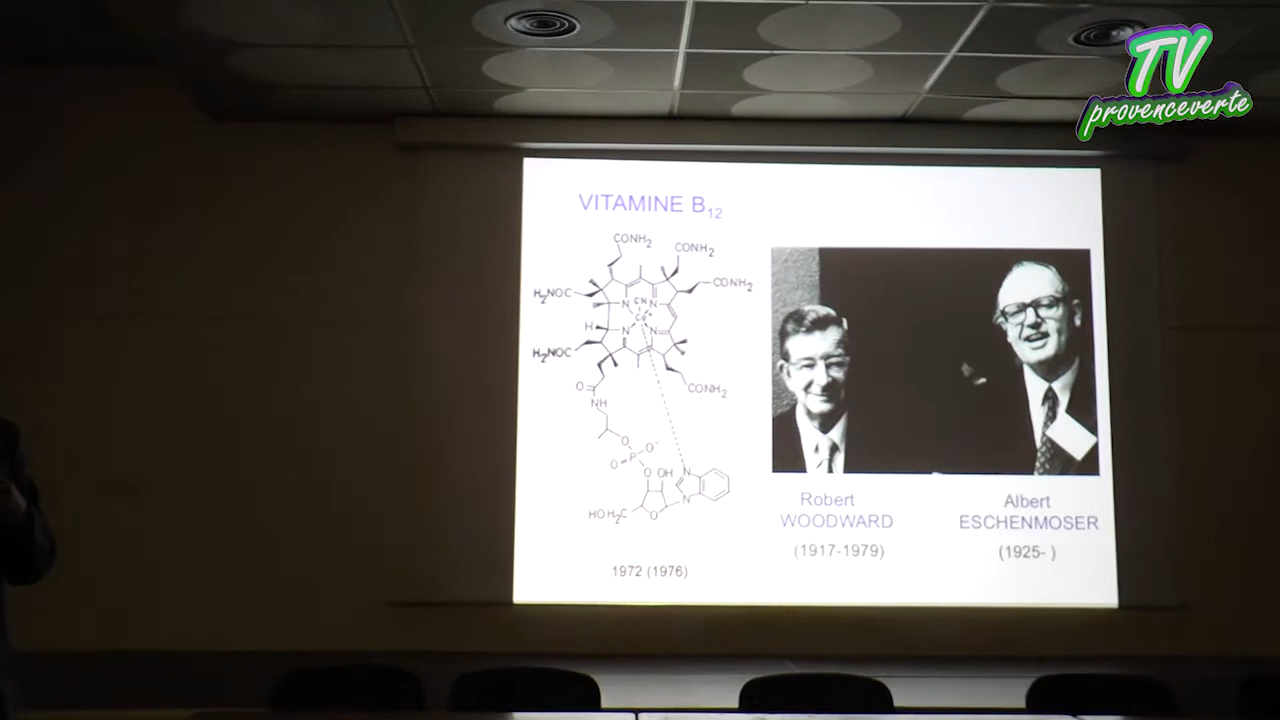 TV
provenceverte
VITAMINE B12
CONH2
CONH2
CONH2
H2NOC
CN
N
N
Co+
N
N
H
H2NOC
CONH2
O
NH
O
O-
O
P
O
OH
N
N
HOH2C
O
1972 (1976)
Robert
WOODWARD
(1917-1979)
Albert
ESCHENMOSER
(1925- )